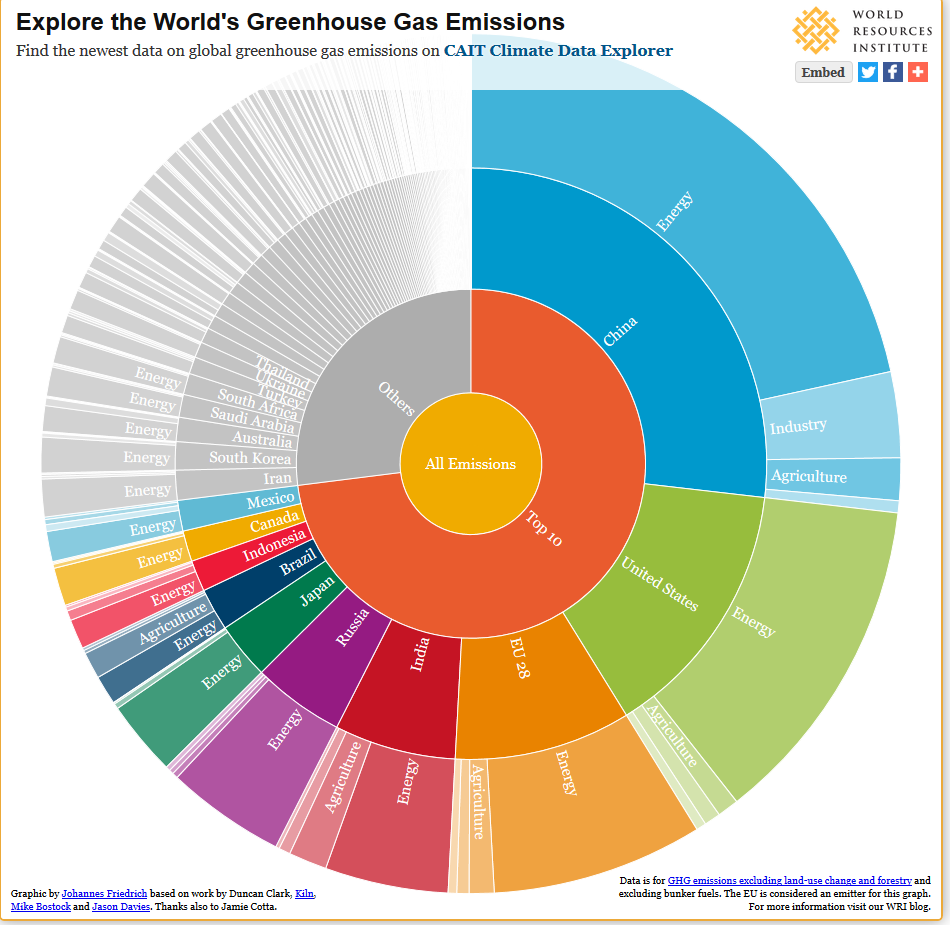 Explore the World's Greenhouse Gas Emissions
Find the newest data on global greenhouse gas emissions on CAIT Climate Data Explorer
WORLD
RESOURCES
INSTITUTE
Embed
All Emissions
Top 10
Others
China
Energy
Industry
Agriculture
United States
Energy
Agriculture
EU 28
Energy
Agriculture
India
Energy
Agriculture
Russia
Energy
Japan
Energy
Brazil
Energy
Agriculture
Indonesia
Energy
Canada
Energy
Mexico
Energy
Iran
Energy
South Korea
Energy
Australia
Energy
Saudi Arabia
Energy
South Africa
Energy
Turkey
Ukraine
Thailand
Graphic by Johannes Friedrich based on work by Duncan Clark, Kiln,
Mike Bostock and Jason Davies. Thanks also to Jamie Cotta.
Data is for GHG emissions excluding land-use change and forestry and
excluding bunker fuels. The EU is considered an emitter for this graph.
For more information visit our WRI blog.